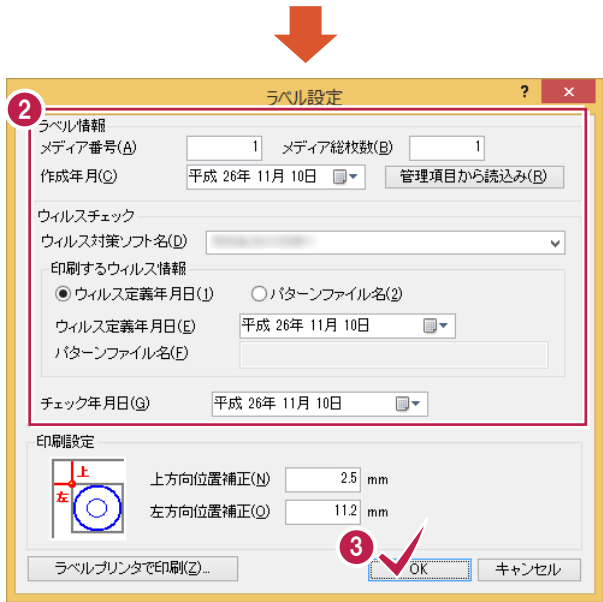 ラベル設定 ? ×
2
ラベル情報
メディア番号(A) 1 メディア総枚数(B) 1
作成年月(C) 平成 26年 11月 10日 管理項目から読込み(R)
ウィルスチェック
ウィルス対策ソフト名(D)
印刷するウィルス情報
ウィルス定義年月日(1) パターンファイル名(2)
ウィルス定義年月日(E) 平成 26年 11月 10日
パターンファイル名(F)
チェック年月日(G) 平成 26年 11月 10日
印刷設定
上
左
上方向位置補正(N) 2.5 mm
左方向位置補正(O) 11.2 mm
3
ラベルプリンタで印刷(Z)... OK キャンセル